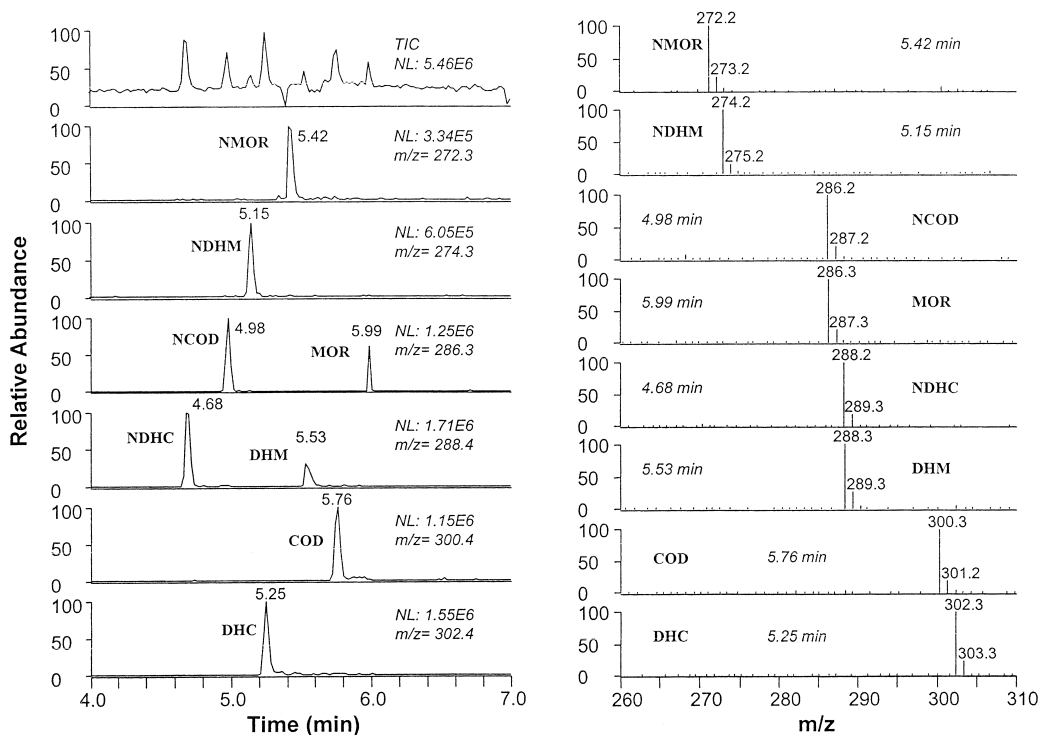 Relative Abundance
100
50
0
TIC
NL: 5.46E6
100
50
0
NMOR
5.42
NL: 3.34E5
m/z= 272.3
100
50
0
NDHM
5.15
NL: 6.05E5
m/z= 274.3
100
50
0
NCOD
4.98
MOR
5.99
NL: 1.25E6
m/z= 286.3
100
50
0
NDHC
4.68
DHM
5.53
NL: 1.71E6
m/z= 288.4
100
50
0
COD
5.76
NL: 1.15E6
m/z= 300.4
100
50
0
DHC
5.25
NL: 1.55E6
m/z= 302.4
4.0 5.0 6.0 7.0
Time (min)
100
50
0
NMOR
272.2
273.2
5.42 min
100
50
0
NDHM
274.2
275.2
5.15 min
100
50
0
4.98 min
286.2
287.2
NCOD
100
50
0
5.99 min
286.3
287.3
MOR
100
50
0
4.68 min
288.2
289.3
NDHC
100
50
0
5.53 min
288.3
289.3
DHM
100
50
0
COD
5.76 min
300.3
301.2
100
50
0
DHC
5.25 min
302.3
303.3
260 270 280 290 300 310
m/z